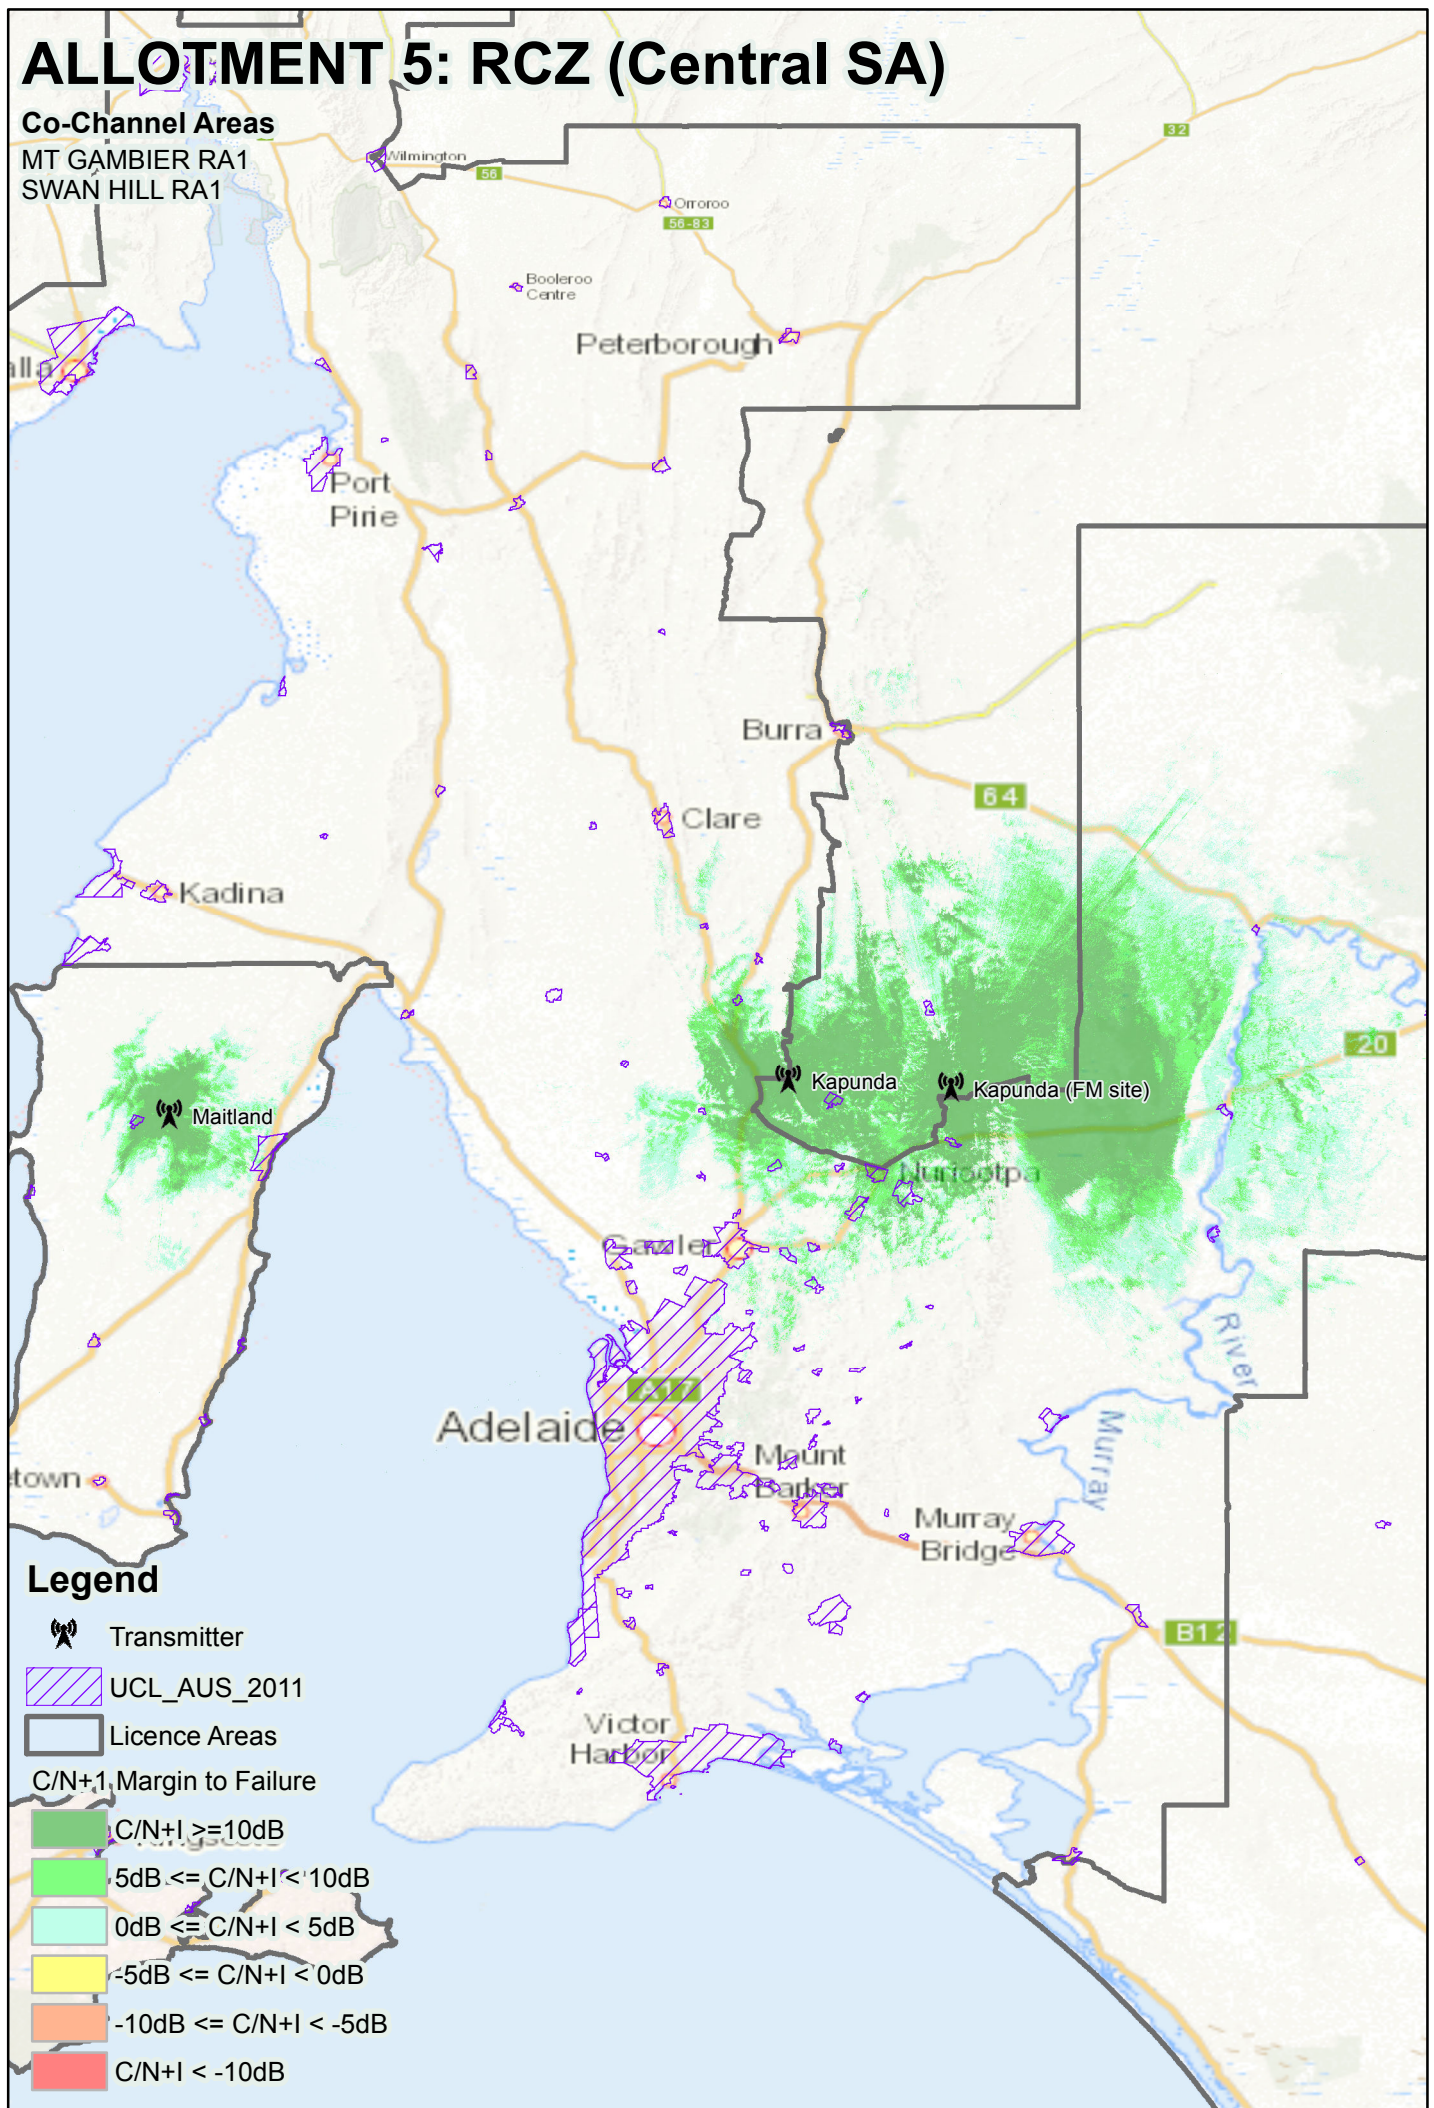 ALLOTMENT 5: RCZ (Central SA)
Co-Channel Areas
MT GAMBIER RA1
SWAN HILL RA1
32
Wilmington
56
Orroroo
56-83
Booleroo
Centre
Peterborough
alla
Port
Pirie
Burra
64
Clare
Kadina
20
Kapunda
Kapunda (FM site)
Maitland
Nuriootpa
Gawler
River
A17
Adelaide
Murray
Mount
Barker
etown
Murray
Bridge
Legend
Transmitter
B12
UCL_AUS_2011
Victor
Harbor
Licence Areas
C/N+1 Margin to Failure
C/N+I >=10dB
5dB <= C/N+I < 10dB
0dB <= C/N+I < 5dB
-5dB <= C/N+I < 0dB
-10dB <= C/N+I < -5dB
C/N+I < -10dB